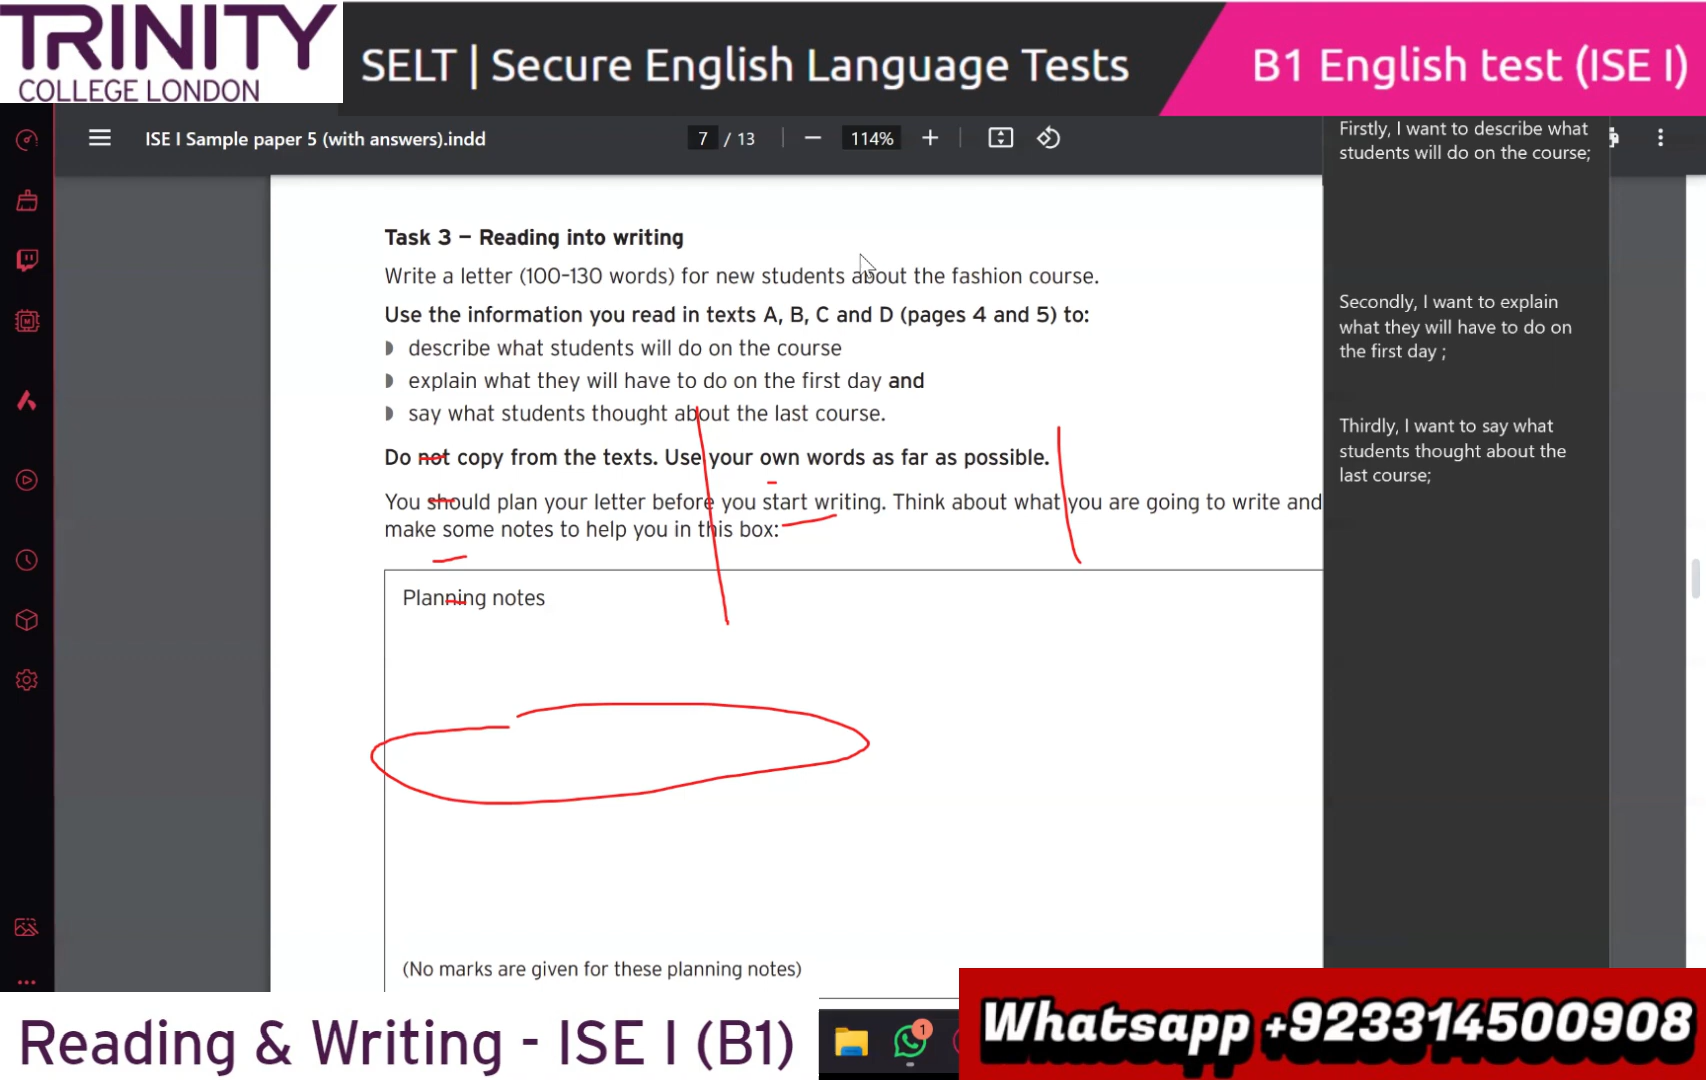 TRINITY
COLLEGE LONDON
SELT | Secure English Language Tests
B1 English test (ISE I)
ISE I Sample paper 5 (with answers).indd
7 / 13
114%
Firstly, I want to describe what
students will do on the course;
Task 3 – Reading into writing
Write a letter (100–130 words) for new students about the fashion course.
Use the information you read in texts A, B, C and D (pages 4 and 5) to:
describe what students will do on the course
explain what they will have to do on the first day and
say what students thought about the last course.
Do not copy from the texts. Use your own words as far as possible.
You should plan your letter before you start writing. Think about what you are going to write and
make some notes to help you in this box:
Planning notes
(No marks are given for these planning notes)
Secondly, I want to explain
what they will have to do on
the first day ;
Thirdly, I want to say what
students thought about the
last course;
Reading & Writing - ISE I (B1)
1
Whatsapp +923314500908